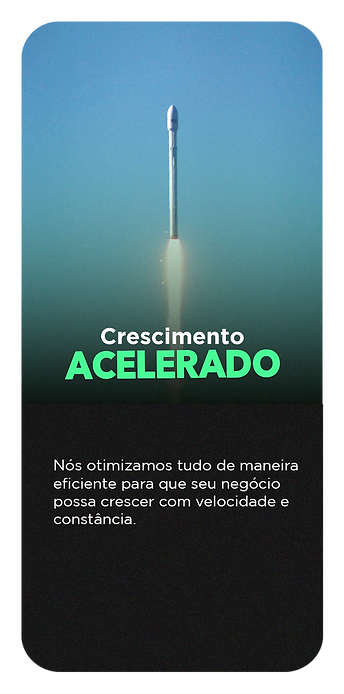 Crescimento
ACELERADO
Nós otimizamos tudo de maneira
eficiente para que seu negócio
possa crescer com velocidade e
constância.